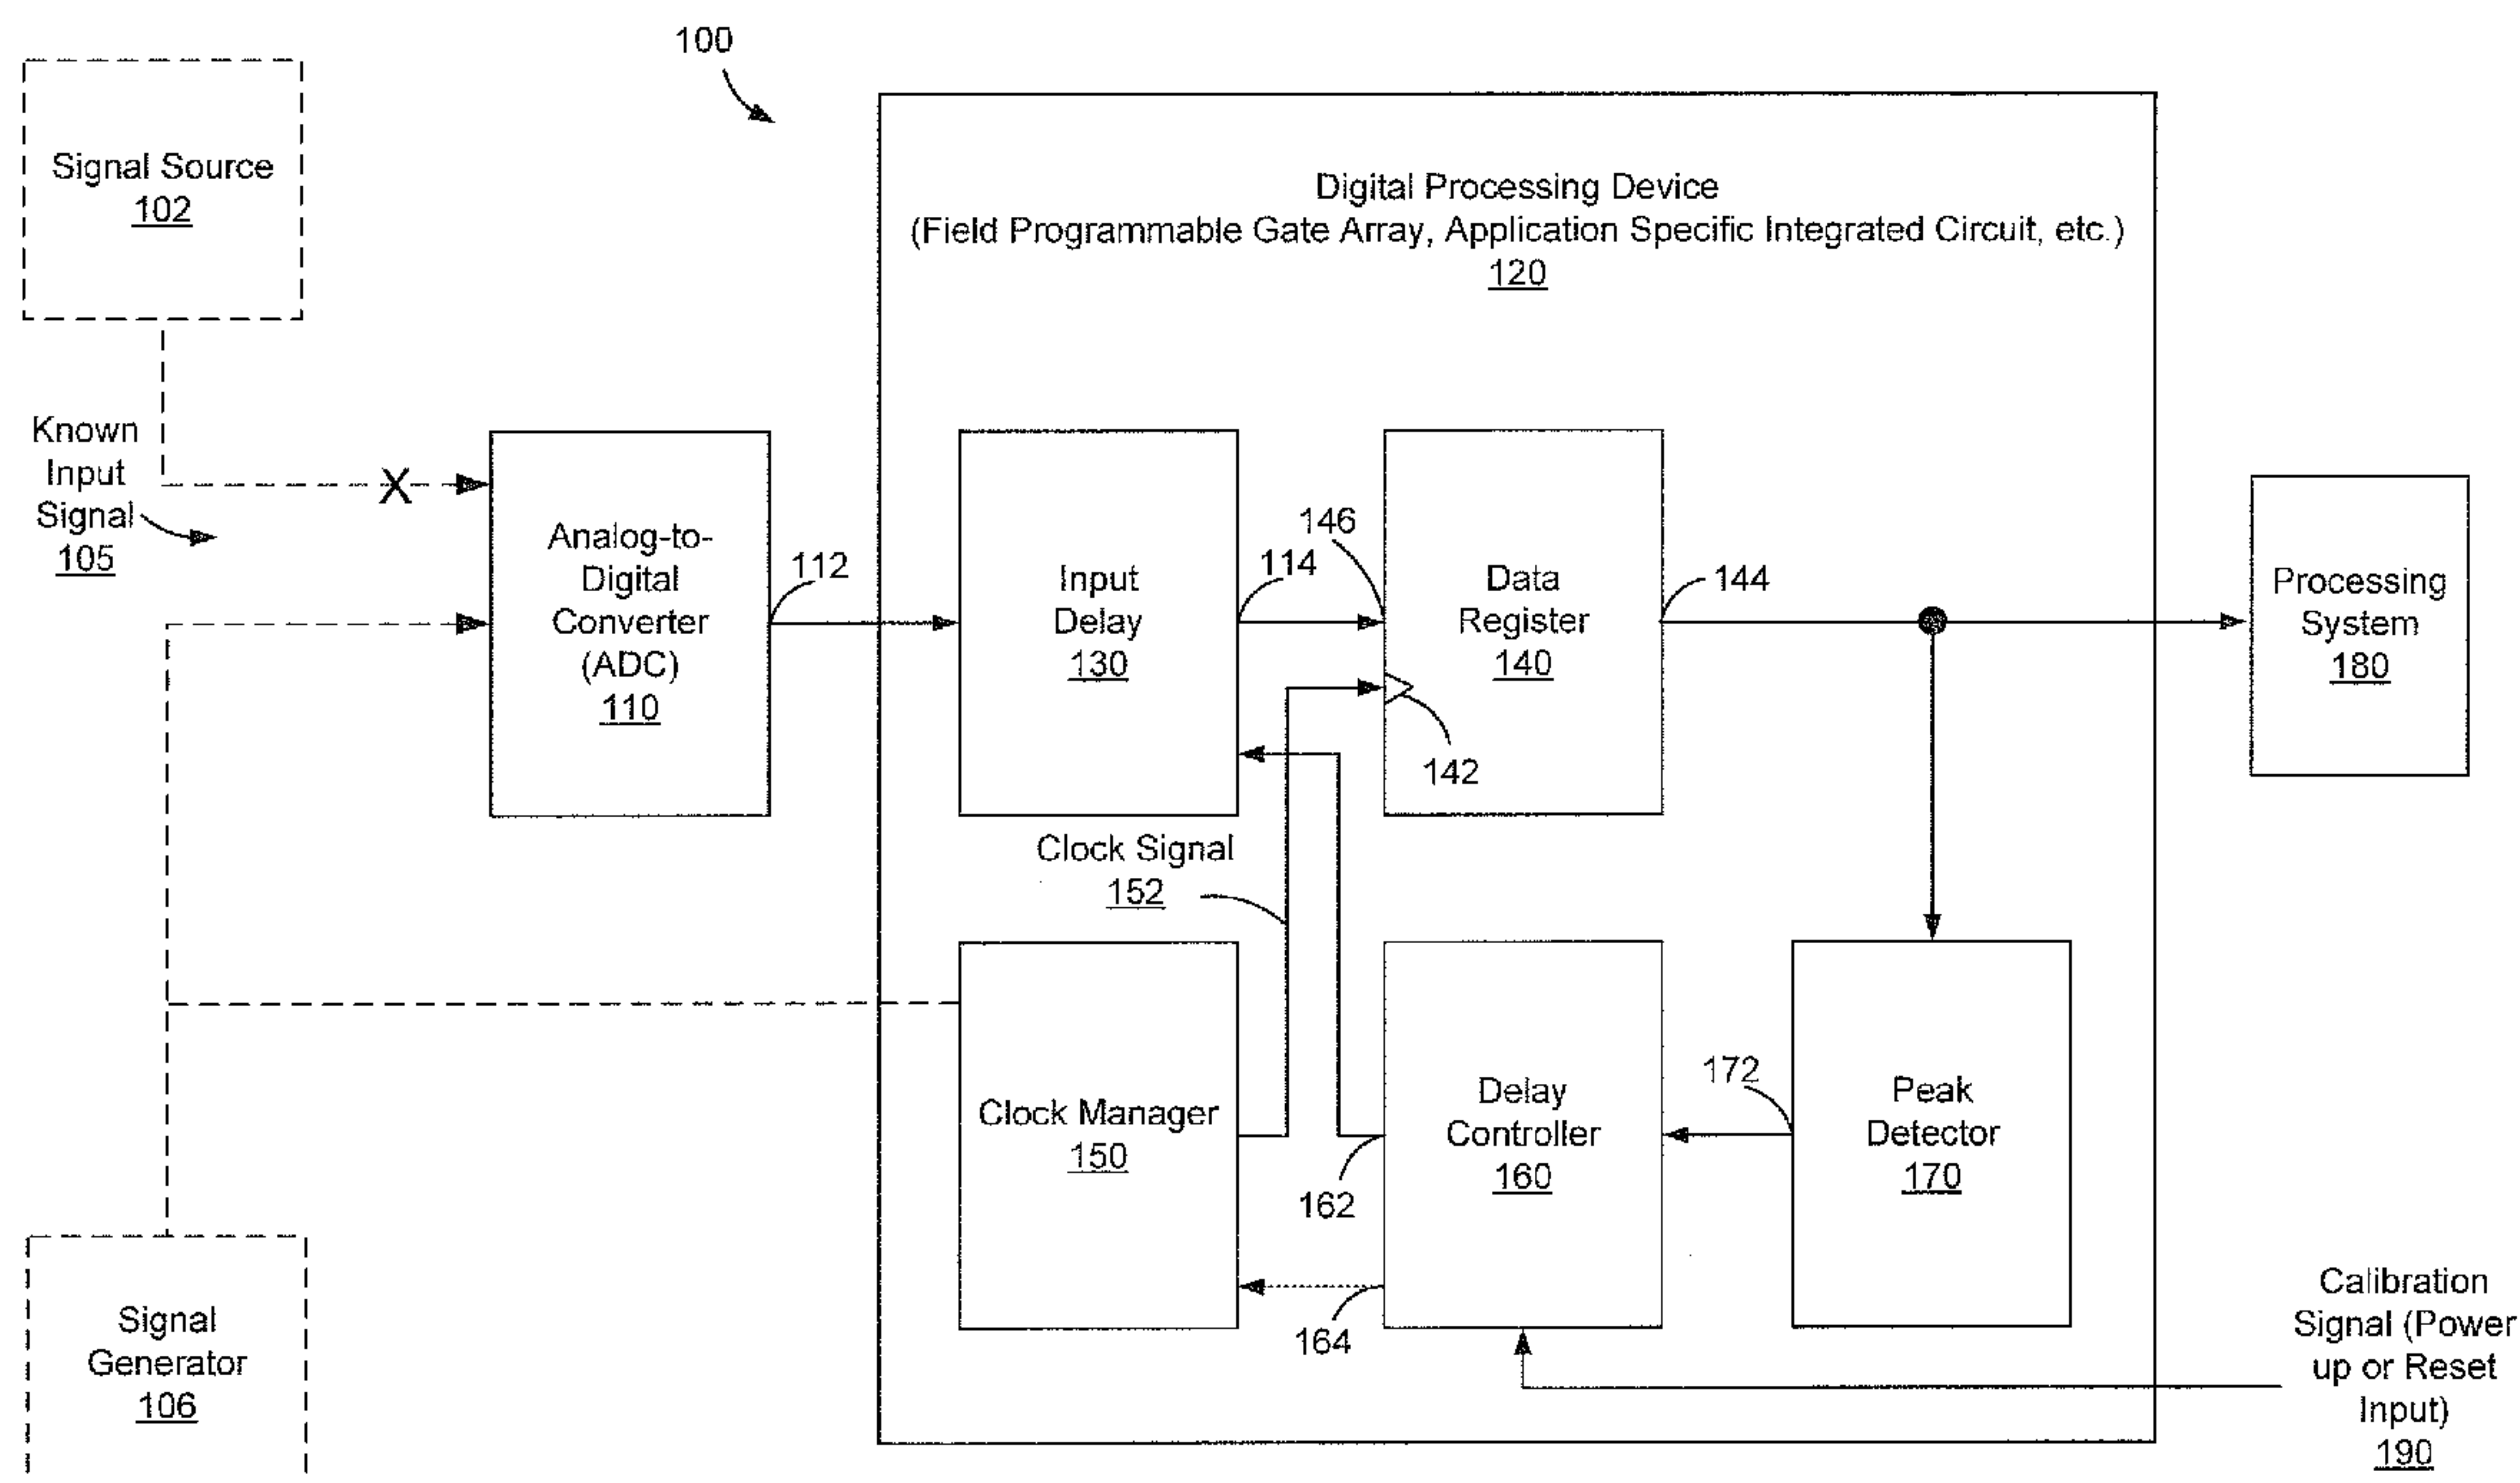 100
Signal Source
102
Digital Processing Device
(Field Programmable Gate Array, Application Specific Integrated Circuit, etc.)
120
Known
Input
Signal
105
X
Analog-to-
Digital
Converter
(ADC)
110
112
Input
Delay
130
114
146
Data
Register
140
142
144
Processing
System
180
Clock Signal
152
Clock Manager
150
162
164
Delay
Controller
160
172
Peak
Detector
170
Signal
Generator
106
Calibration
Signal (Power
up or Reset
Input)
190